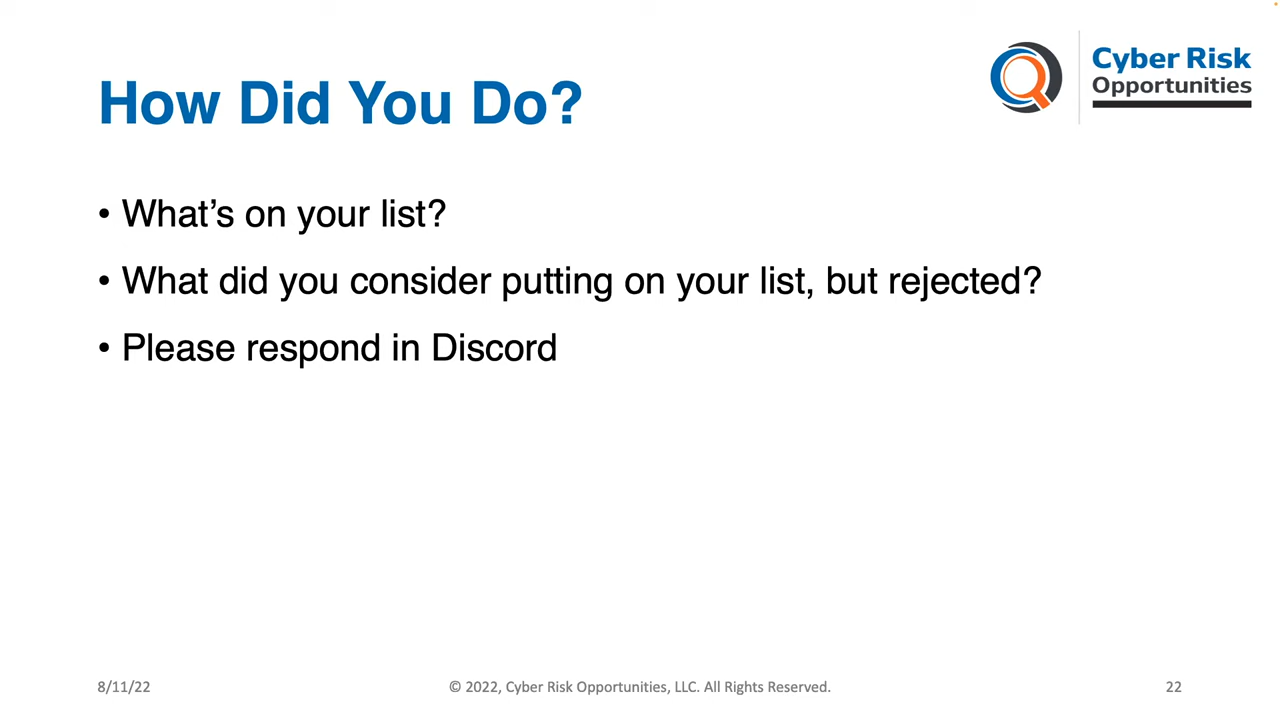 Cyber Risk
Opportunities
How Did You Do?
• What’s on your list?
• What did you consider putting on your list, but rejected?
• Please respond in Discord
8/11/22
© 2022, Cyber Risk Opportunities, LLC. All Rights Reserved.
22